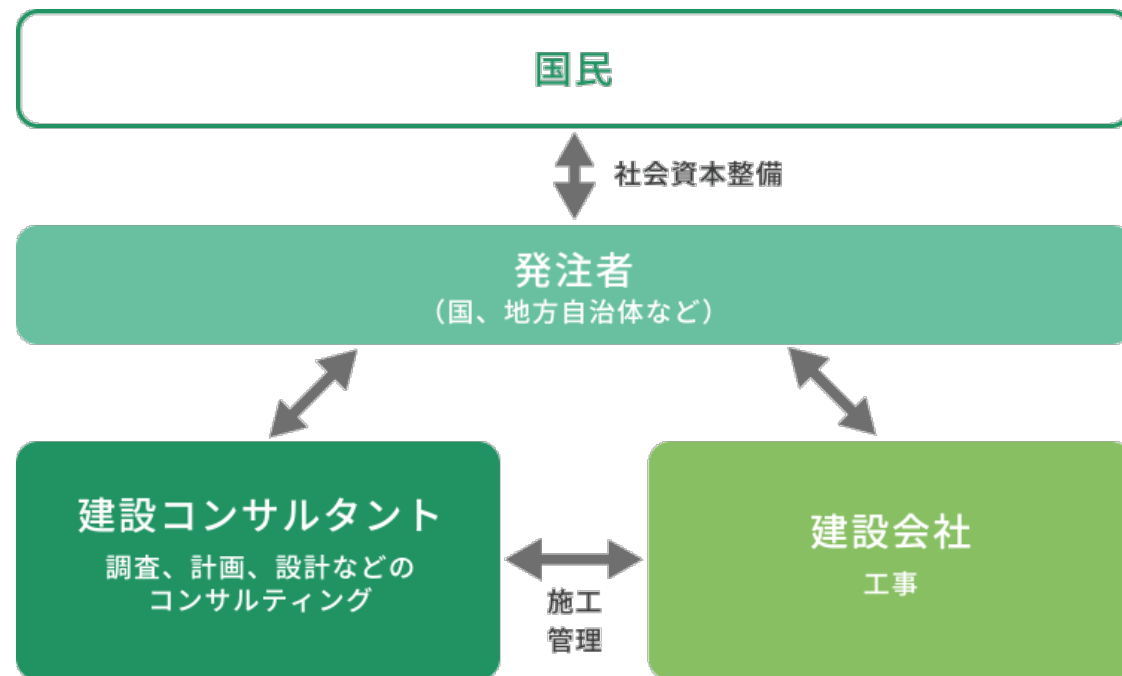 国民
社会資本整備
発注者
（国、地方自治体など）
建設コンサルタント
調査、計画、設計などの
コンサルティング
施工
管理
建設会社
工事